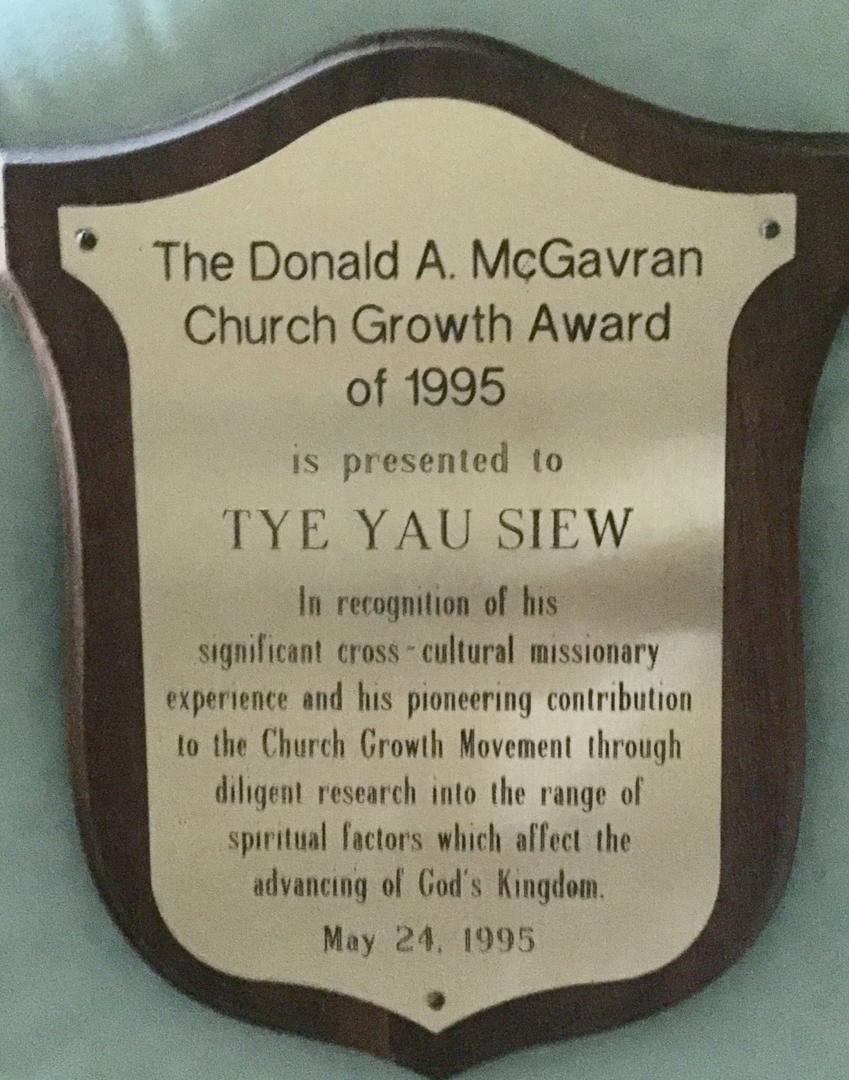 The Donald A. McGavran
Church Growth Award
of 1995
is presented to
TYE YAU SIEW
In recognition of his
significant cross-cultural missionary
experience and his pioneering contribution
to the Church Growth Movement through
diligent research into the range of
spiritual factors which affect the
advancing of God's Kingdom.
May 24, 1995